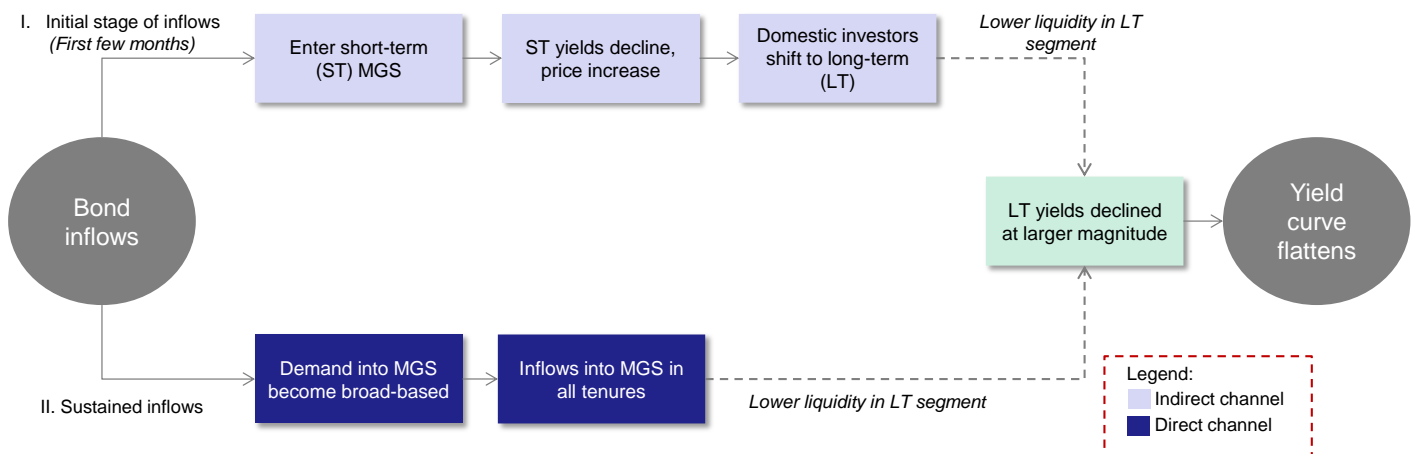 I. Initial stage of inflows
(First few months)
Enter short-term
(ST) MGS
ST yields decline,
price increase
Domestic investors
shift to long-term
(LT)
Lower liquidity in LT
segment
Bond
inflows
LT yields declined
at larger magnitude
Yield
curve
flattens
Demand into MGS
become broad-based
Inflows into MGS in
all tenures
II. Sustained inflows
Lower liquidity in LT segment
Legend:
Indirect channel
Direct channel